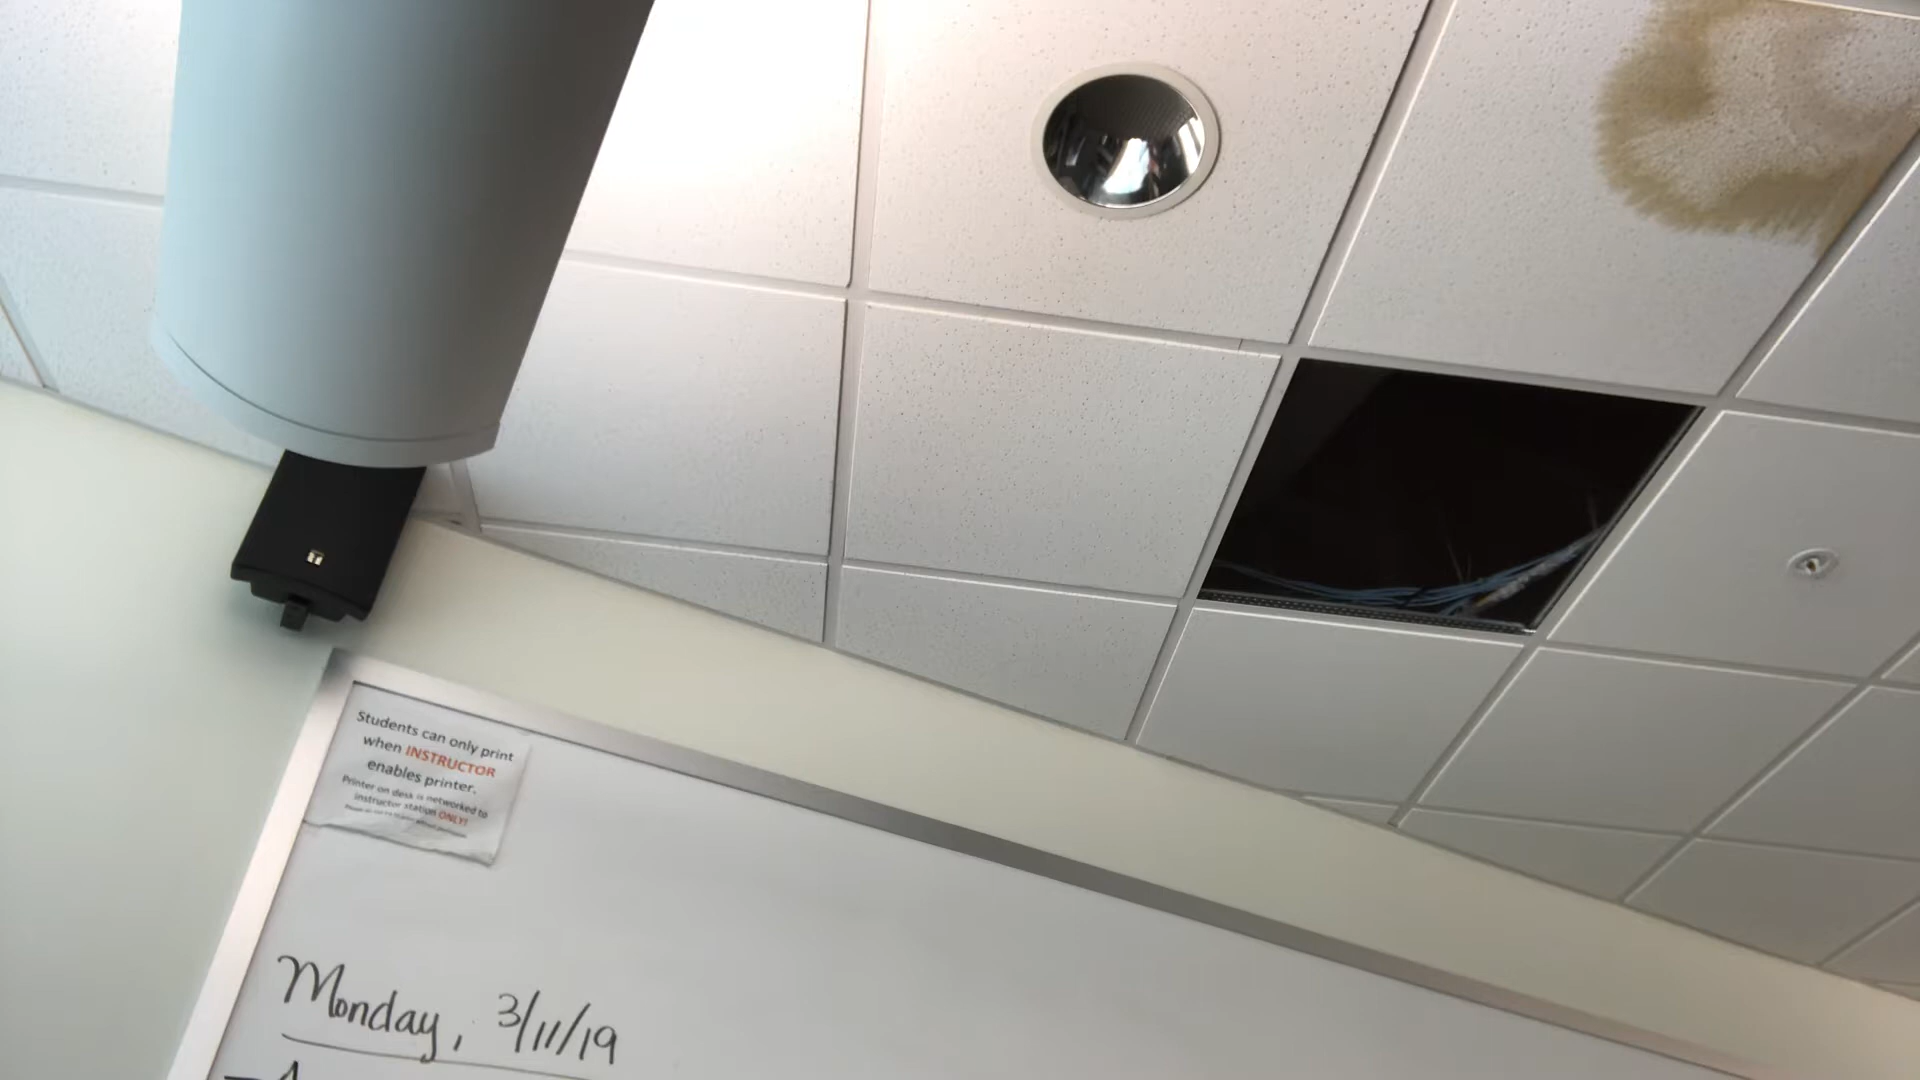 Students can only print
when INSTRUCTOR
enables printer.
Printer on desk is networked to
instructor station ONLY!
Monday, 3/11/19